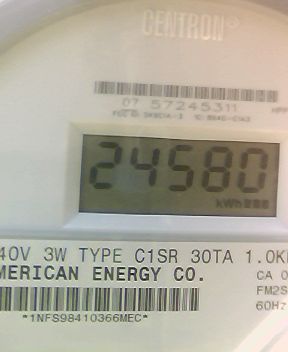 CENTRON®
07 57245311
24580
kWh
40V 3W TYPE C1SR 30TA 1.0K
MERICAN ENERGY CO.
CA 0
FM2S
60Hz
*1NFS98410366MEC*